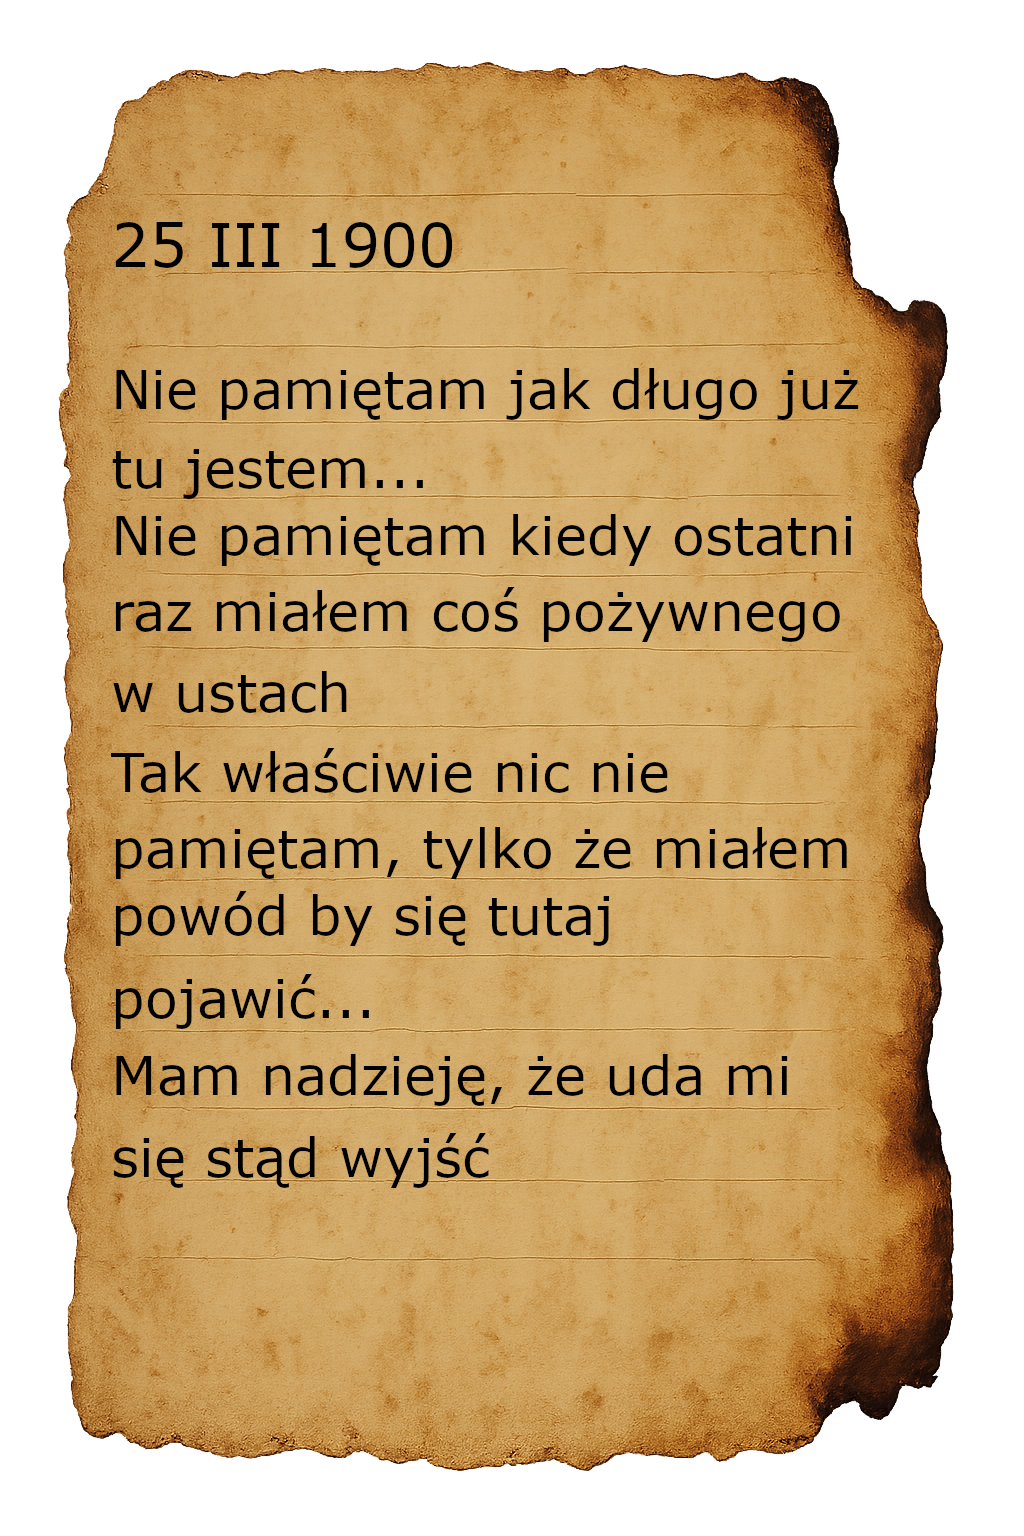 25 III 1900
Nie pamiętam jak długo już
tu jestem...
Nie pamiętam kiedy ostatni
raz miałem coś pożywnego
w ustach
Tak właściwie nic nie
pamiętam, tylko że miałem
powód by się tutaj
pojawić...
Mam nadzieję, że uda mi
się stąd wyjść